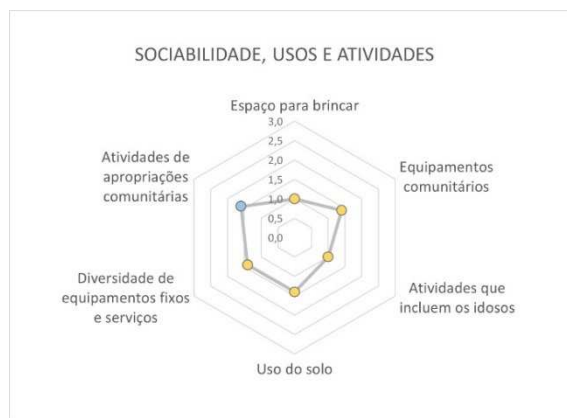 SOCIABILIDADE, USOS E ATIVIDADES
Espaço para brincar
3,0
2,5
2,0
1,5
1,0
0,5
0,0
Equipamentos
comunitários
Atividades que
incluem os idosos
Uso do solo
Diversidade de
equipamentos fixos
e serviços
Atividades de
apropriações
comunitárias